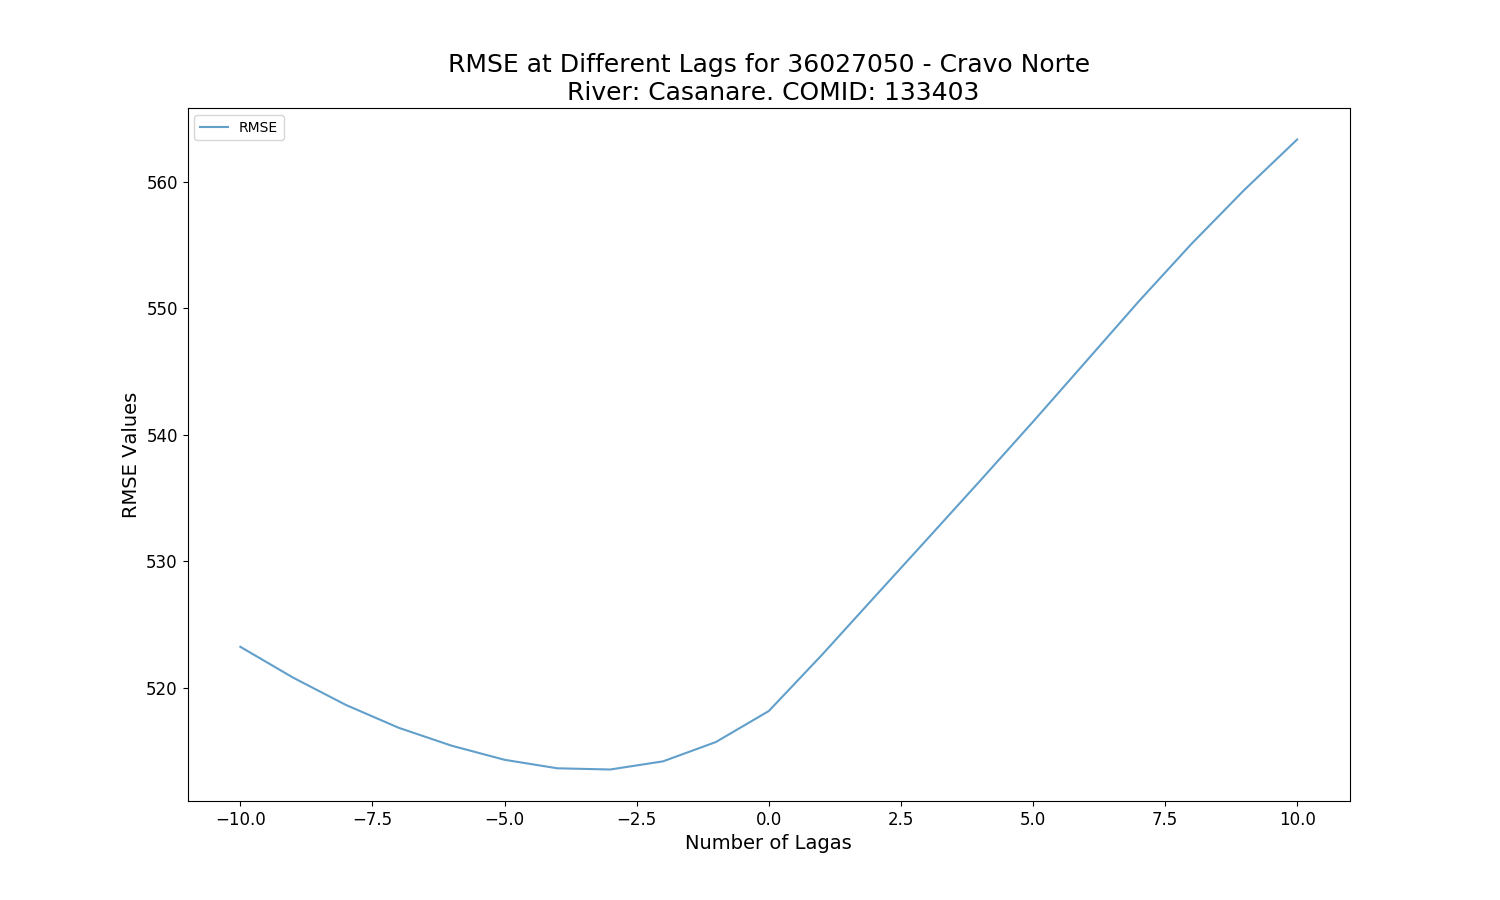 RMSE at Different Lags for 36027050 - Cravo Norte
River: Casanare. COMID: 133403
RMSE
560
550
540
530
520
RMSE Values
−10.0 −7.5 −5.0 −2.5 0.0 2.5 5.0 7.5 10.0
Number of Lagas